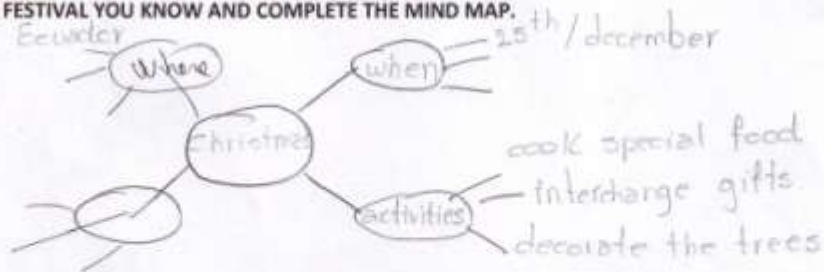 FESTIVAL YOU KNOW AND COMPLETE THE MIND MAP.
Ecuador
Where
when
25th/december
Christmas
cook special food
activities
interchange gifts
decorate the trees